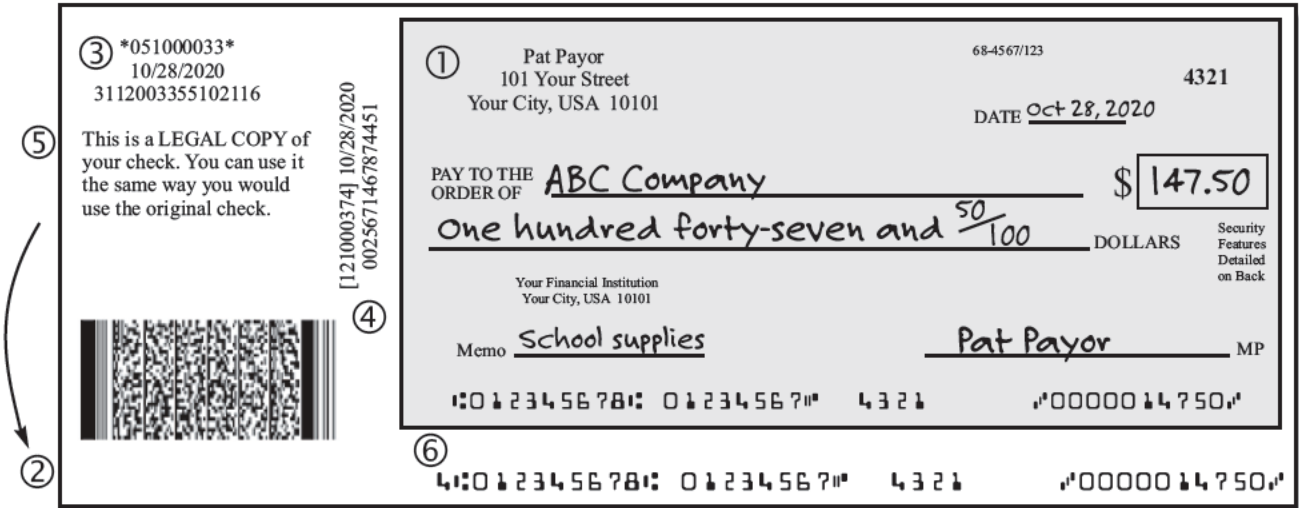 ③ *051000033*
10/28/2020
3112003355102116
⑤ This is a LEGAL COPY of
your check. You can use it
the same way you would
use the original check.
②
[121000374] 10/28/2020
002567146 7874451
④
① Pat Payor
101 Your Street
Your City, USA 10101
68-4567/123
4321
DATE Oct 28, 2020
PAY TO THE
ORDER OF ABC Company $ 147.50
One hundred forty-seven and 50/100 DOLLARS
Security
Features
Detailed
on Back
Your Financial Institution
Your City, USA 10101
Memo School supplies Pat Payor MP
⑆012345678⑆ 01234567⑈ 4321 ⑇0000014750⑇
⑥
4⑆012345678⑆ 01234567⑈ 4321 ⑇0000014750⑇